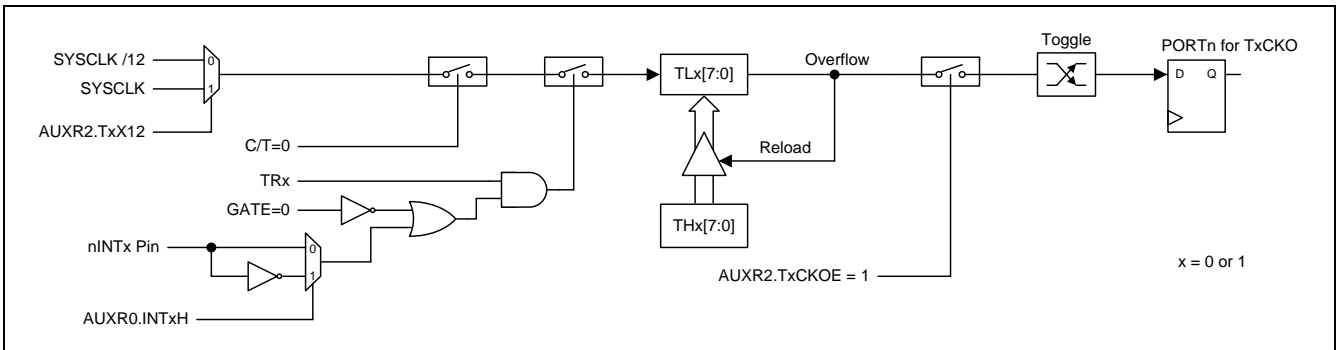 SYSCLK /12
SYSCLK
AUXR2.TxX12
0
1
C/T=0
TRx
GATE=0
nINTx Pin
0
1
AUXR0.INTxH
TLx[7:0]
Overflow
Reload
THx[7:0]
AUXR2.TxCKOE = 1
Toggle
PORTn for TxCKO
D Q
x = 0 or 1